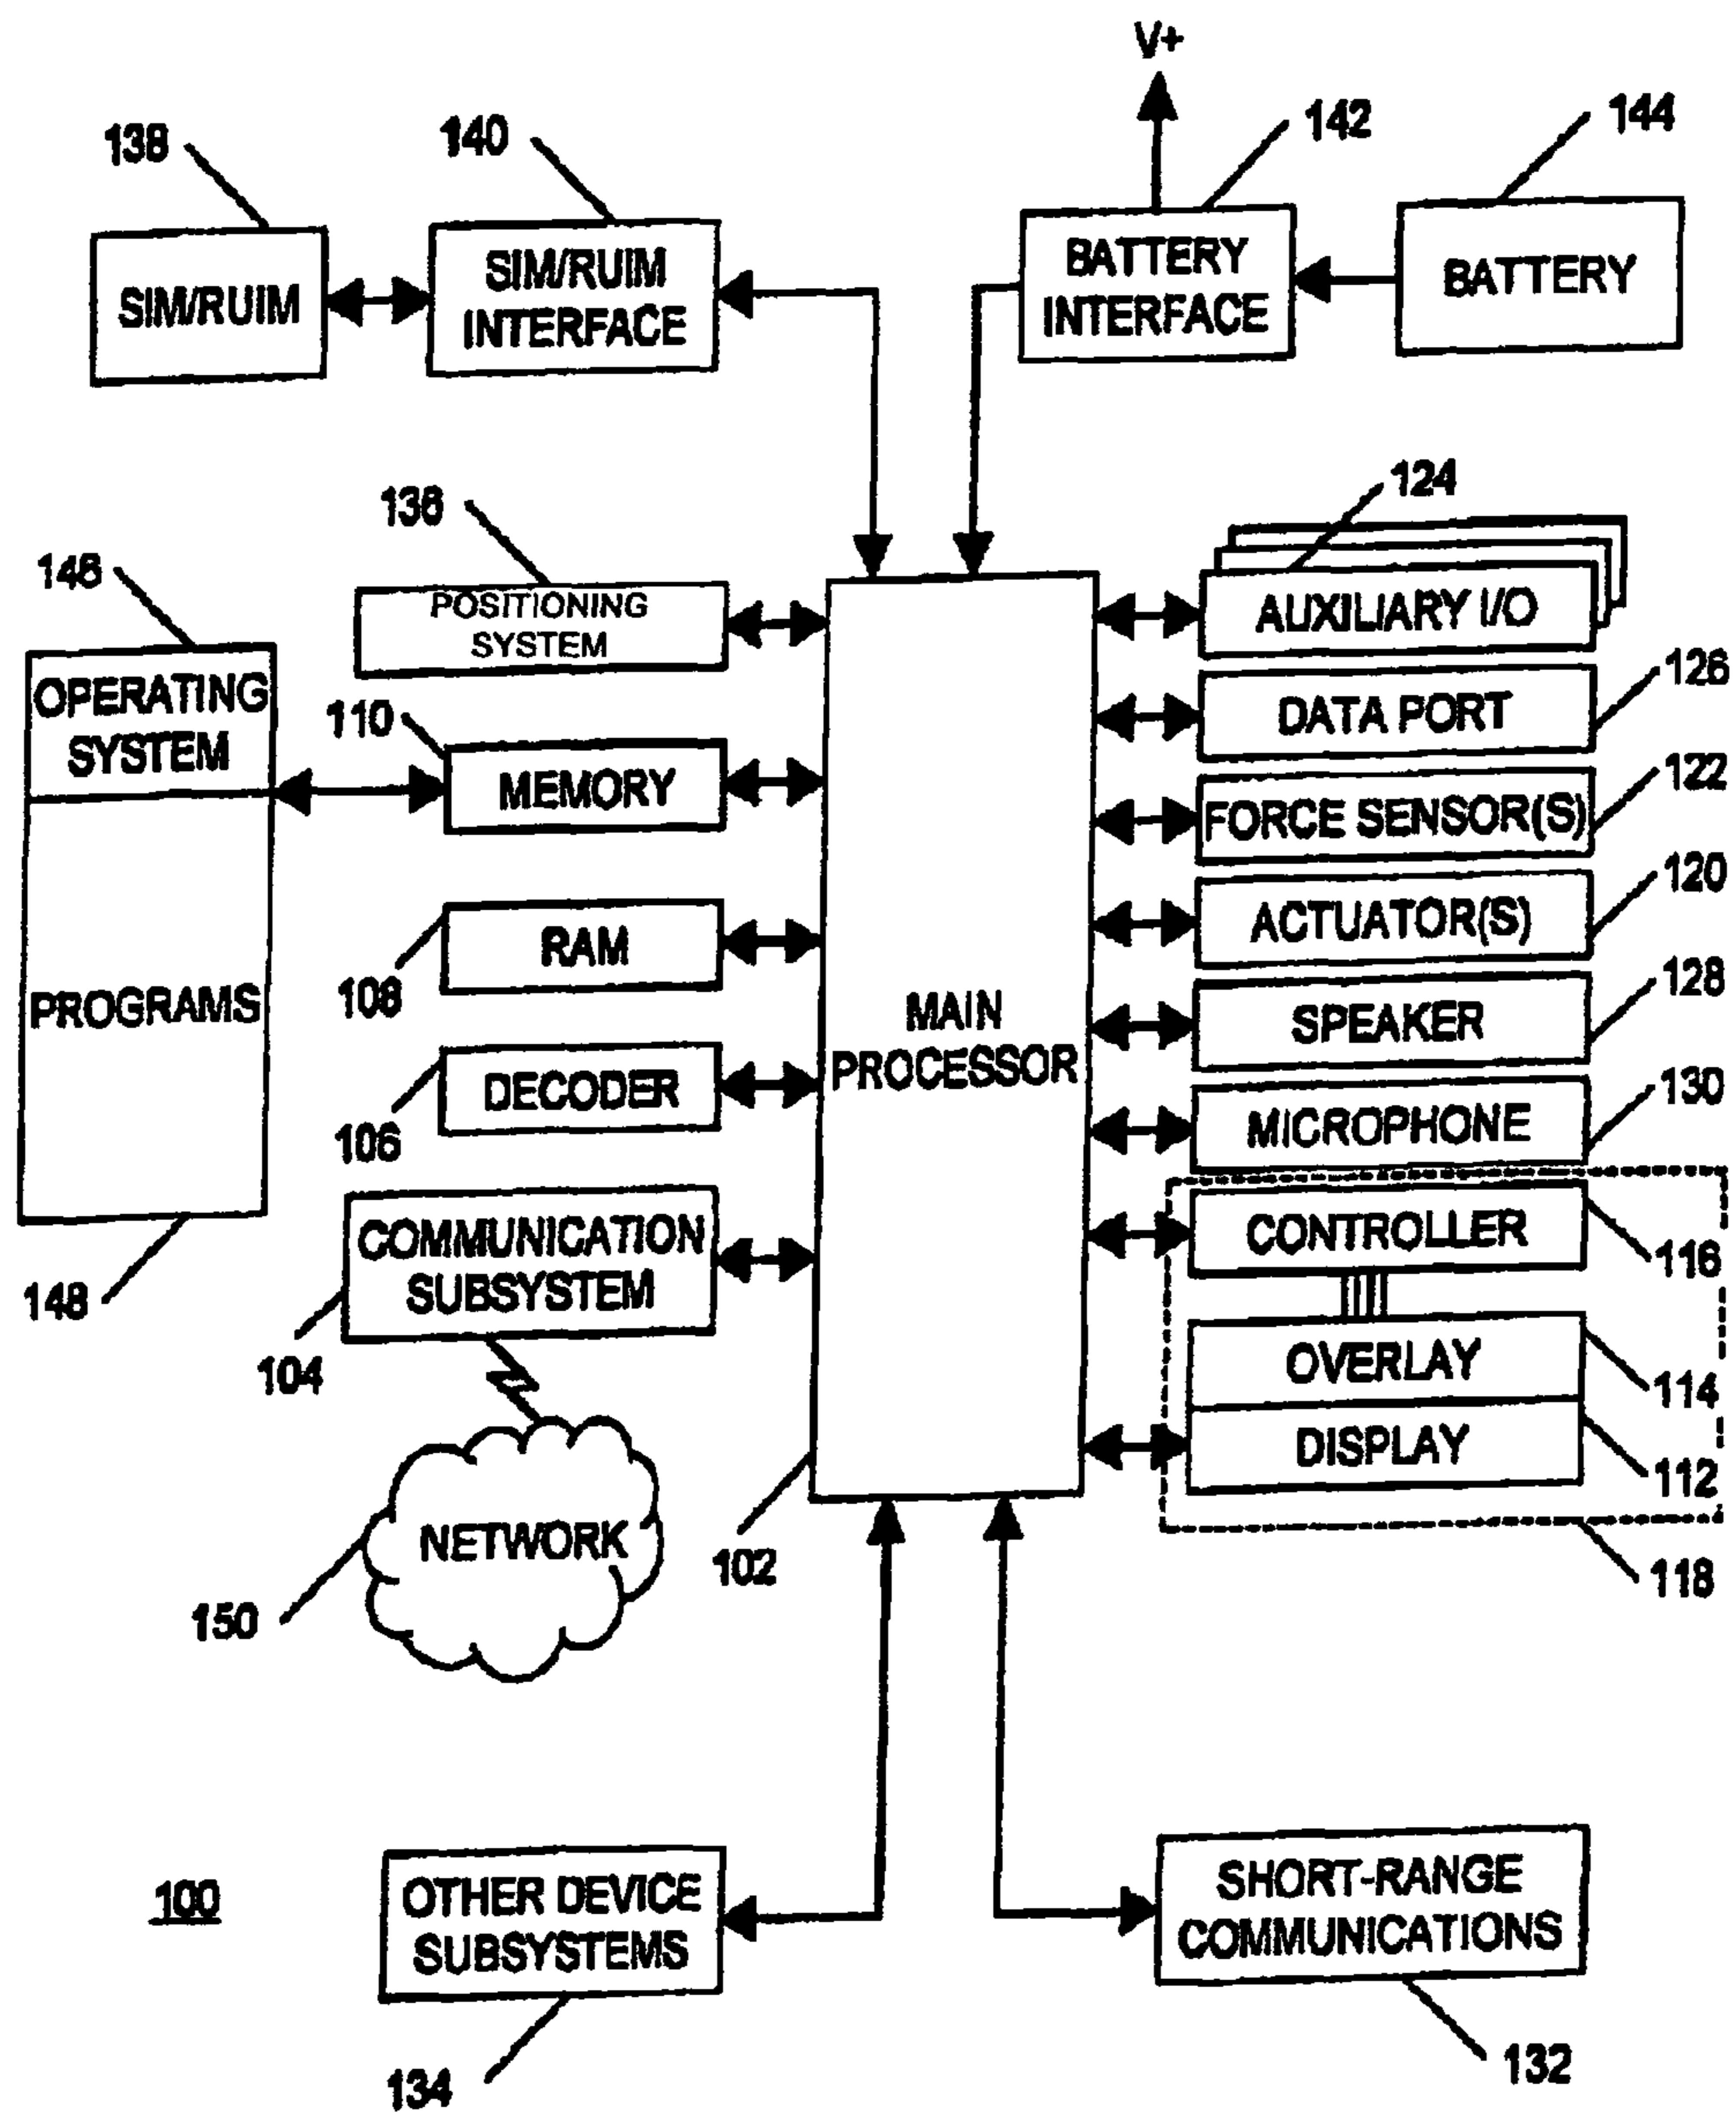 V+
138
140
142
144
SIM/RUIM
SIM/RUIM
INTERFACE
BATTERY
INTERFACE
BATTERY
136
124
146
POSITIONING
SYSTEM
AUXILIARY I/O
OPERATING
SYSTEM
110
MEMORY
DATA PORT
126
FORCE SENSOR(S)
122
RAM
108
ACTUATOR(S)
120
PROGRAMS
MAIN
PROCESSOR
SPEAKER
128
DECODER
106
MICROPHONE
130
COMMUNICATION
SUBSYSTEM
CONTROLLER
116
148
104
OVERLAY
114
DISPLAY
112
NETWORK
102
118
150
100
OTHER DEVICE
SUBSYSTEMS
SHORT-RANGE
COMMUNICATIONS
134
132